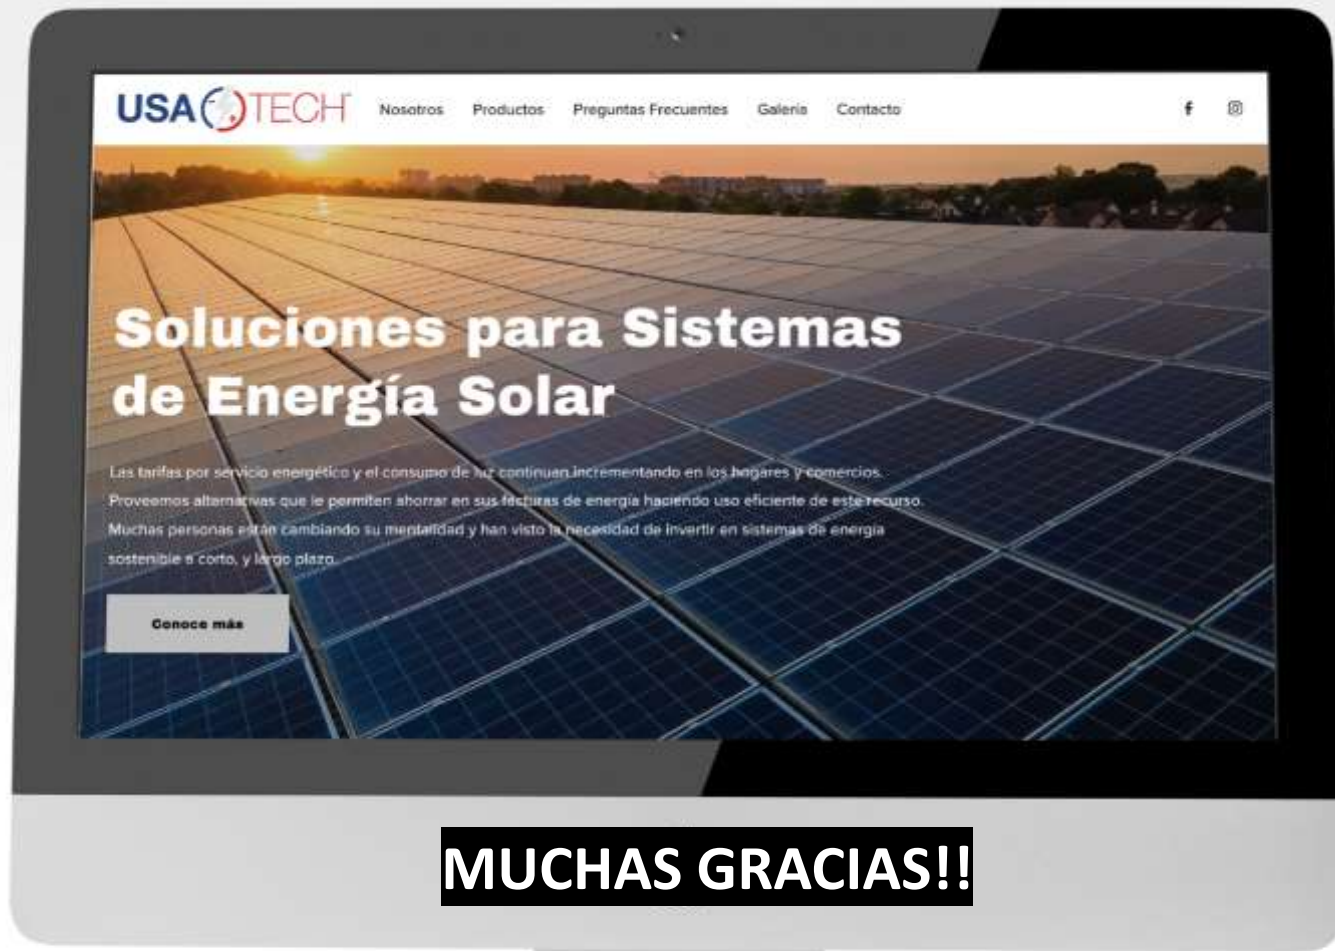 USA TECH
Nosotros Productos Preguntas Frecuentes Galeria Contacto
Soluciones para Sistemas
de Energía Solar
Las tarifas por servicio energético y el consumo de luz continuan incrementando en los hogares y comercios.
Proveemos alternativas que le permiten ahorrar en sus facturas de energía haciendo uso eficiente de este recurso.
Muchas personas están cambiando su mentalidad y han visto la necesidad de invertir en sistemas de energía
sostenible a corto, y largo plazo.
Conoce más
MUCHAS GRACIAS!!